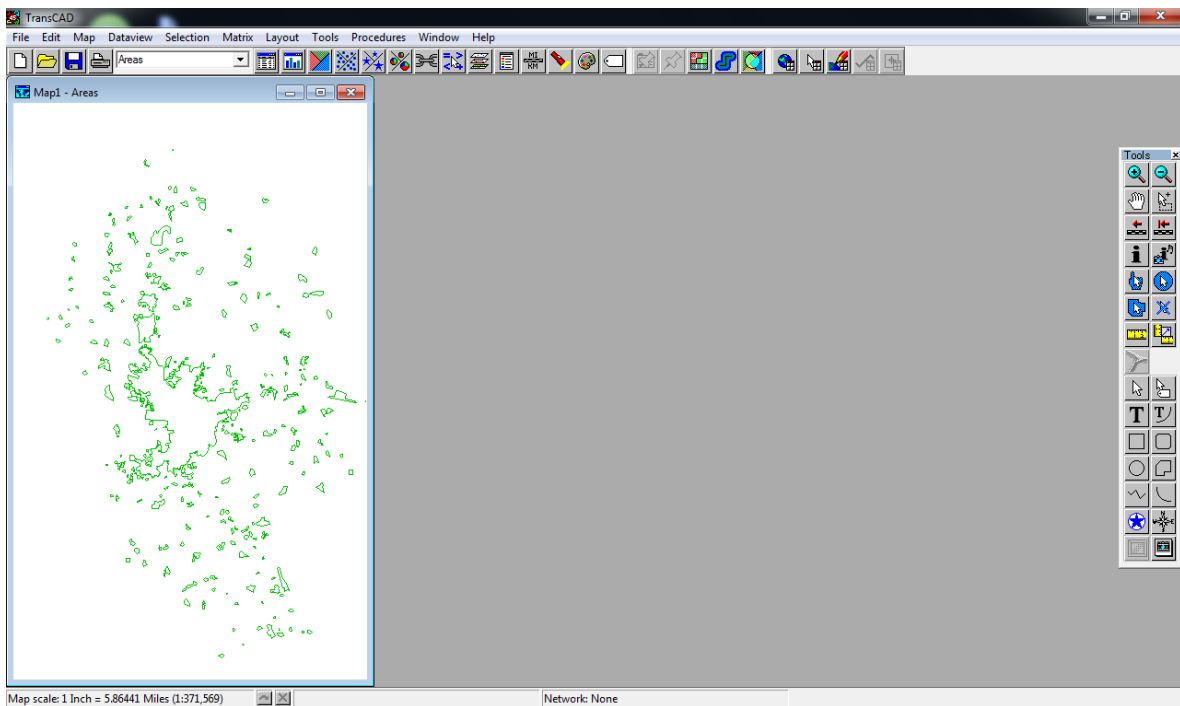 TransCAD
File Edit Map Dataview Selection Matrix Layout Tools Procedures Window Help
Areas
MI
KM
Map1 - Areas
Tools
T T
Map scale: 1 Inch = 5.86441 Miles (1:371,569)
Network: None